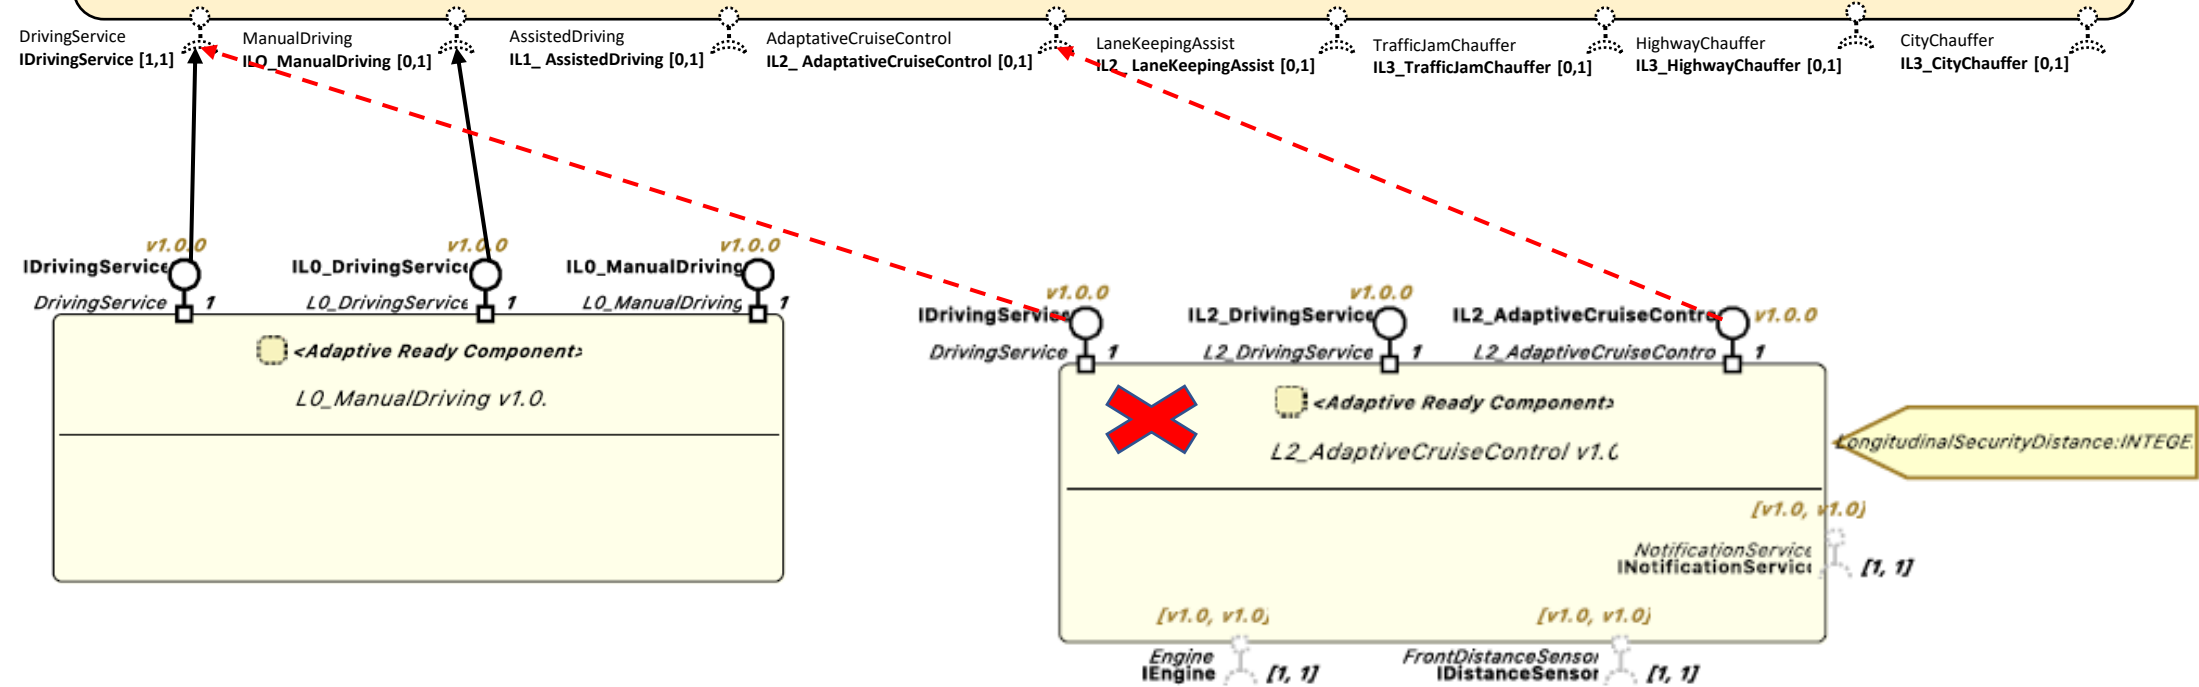 DrivingService
IDrivingService [1,1]
ManualDriving
IL0_ManualDriving [0,1]
AssistedDriving
IL1_ AssistedDriving [0,1]
AdaptativeCruiseControl
IL2_ AdaptativeCruiseControl [0,1]
LaneKeepingAssist
IL2_ LaneKeepingAssist [0,1]
TrafficJamChauffer
IL3_TrafficJamChauffer [0,1]
HighwayChauffer
IL3_HighwayChauffer [0,1]
CityChauffer
IL3_CityChauffer [0,1]
v1.0.0
IDrivingService
DrivingService
1
v1.0.0
IL0_DrivingService
L0_DrivingService
1
v1.0.0
IL0_ManualDriving
L0_ManualDriving
1
<Adaptive Ready Component>
L0_ManualDriving v1.0.
v1.0.0
IDrivingService
DrivingService
1
v1.0.0
IL2_DrivingService
L2_DrivingService
1
IL2_AdaptiveCruiseContro
v1.0.0
L2_AdaptiveCruiseContro
1
<Adaptive Ready Component>
L2_AdaptiveCruiseControl v1.0
LongitudinalSecurityDistance:INTEGE
[v1.0, v1.0]
NotificationService
INotificationService
[1, 1]
[v1.0, v1.0]
Engine
IEngine
[1, 1]
[v1.0, v1.0]
FrontDistanceSensor
IDistanceSensor
[1, 1]